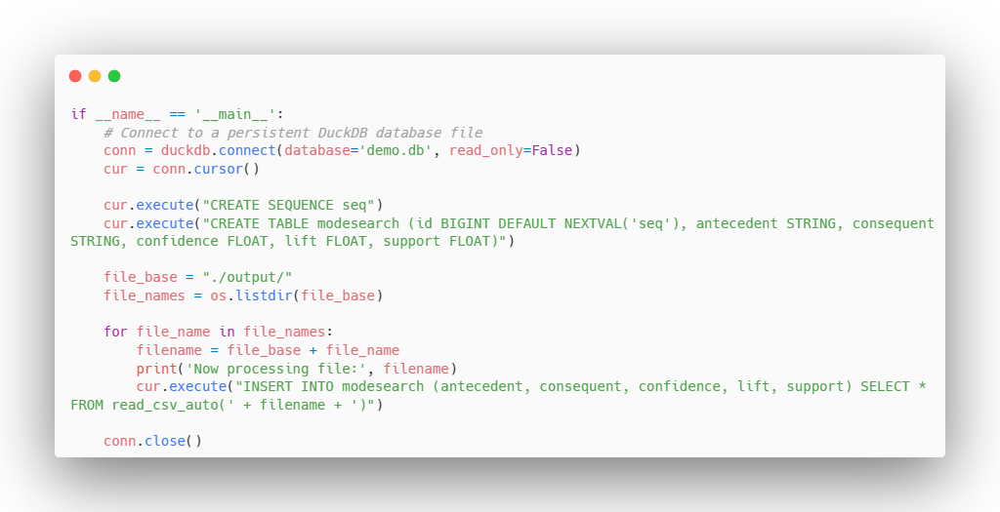 if __name__ == '__main__':
    # Connect to a persistent DuckDB database file
    conn = duckdb.connect(database='demo.db', read_only=False)
    cur = conn.cursor()

    cur.execute("CREATE SEQUENCE seq")
    cur.execute("CREATE TABLE modesearch (id BIGINT DEFAULT NEXTVAL('seq'), antecedent STRING, consequent
STRING, confidence FLOAT, lift FLOAT, support FLOAT)")

    file_base = "./output/"
    file_names = os.listdir(file_base)

    for file_name in file_names:
        filename = file_base + file_name
        print('Now processing file:', filename)
        cur.execute("INSERT INTO modesearch (antecedent, consequent, confidence, lift, support) SELECT *
FROM read_csv_auto(' + filename + ')")

    conn.close()